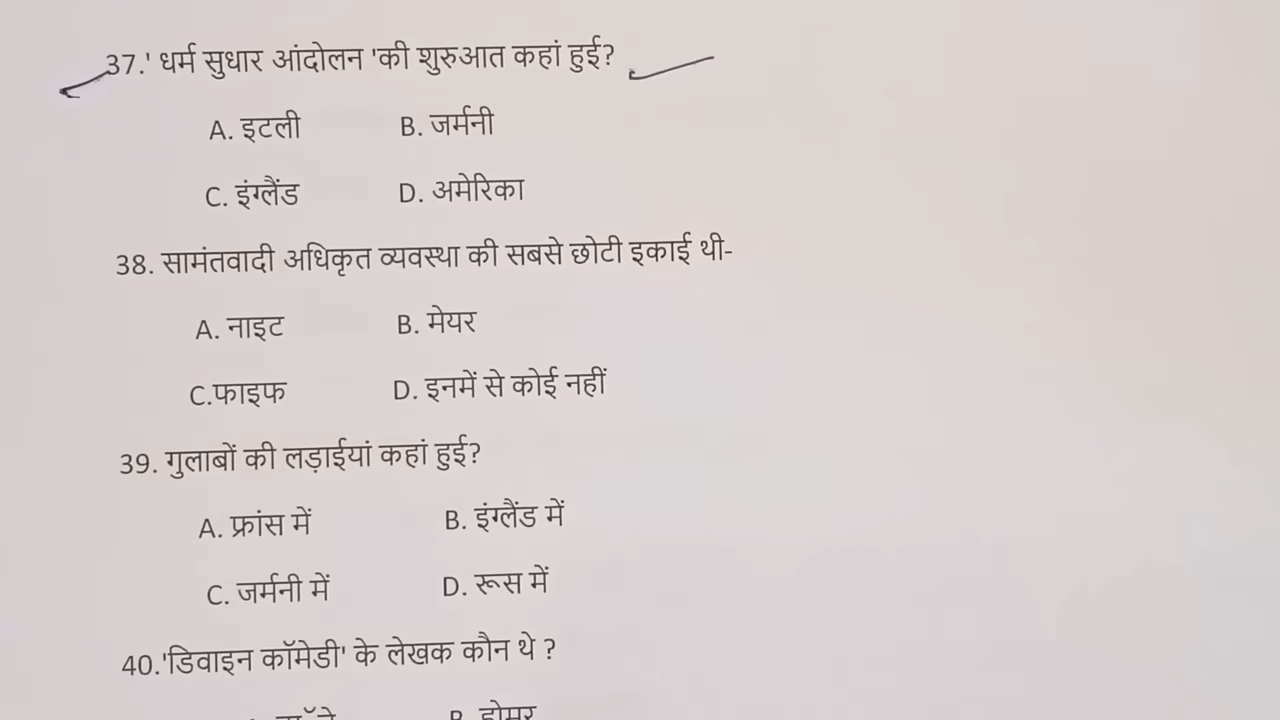 37.' धर्म सुधार आंदोलन 'की शुरुआत कहां हुई?
A. इटली B. जर्मनी
C. इंग्लैंड D. अमेरिका
38. सामंतवादी अधिकृत व्यवस्था की सबसे छोटी इकाई थी-
A. नाइट B. मेयर
C.फाइफ D. इनमें से कोई नहीं
39. गुलाबों की लड़ाईयां कहां हुई?
A. फ्रांस में B. इंग्लैंड में
C. जर्मनी में D. रूस में
40.'डिवाइन कॉमेडी' के लेखक कौन थे ?
B. होमर